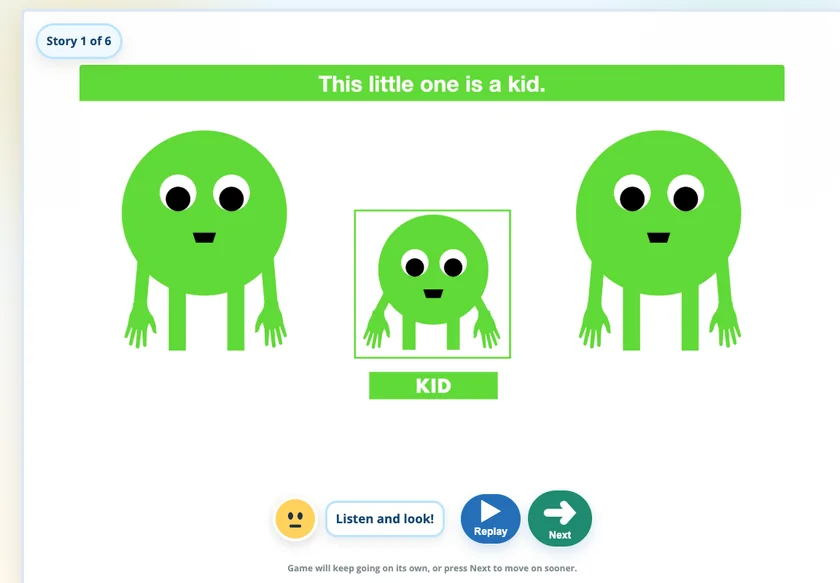 Story 1 of 6
This little one is a kid.
KID
Listen and look!
Replay
Next
Game will keep going on its own, or press Next to move on sooner.